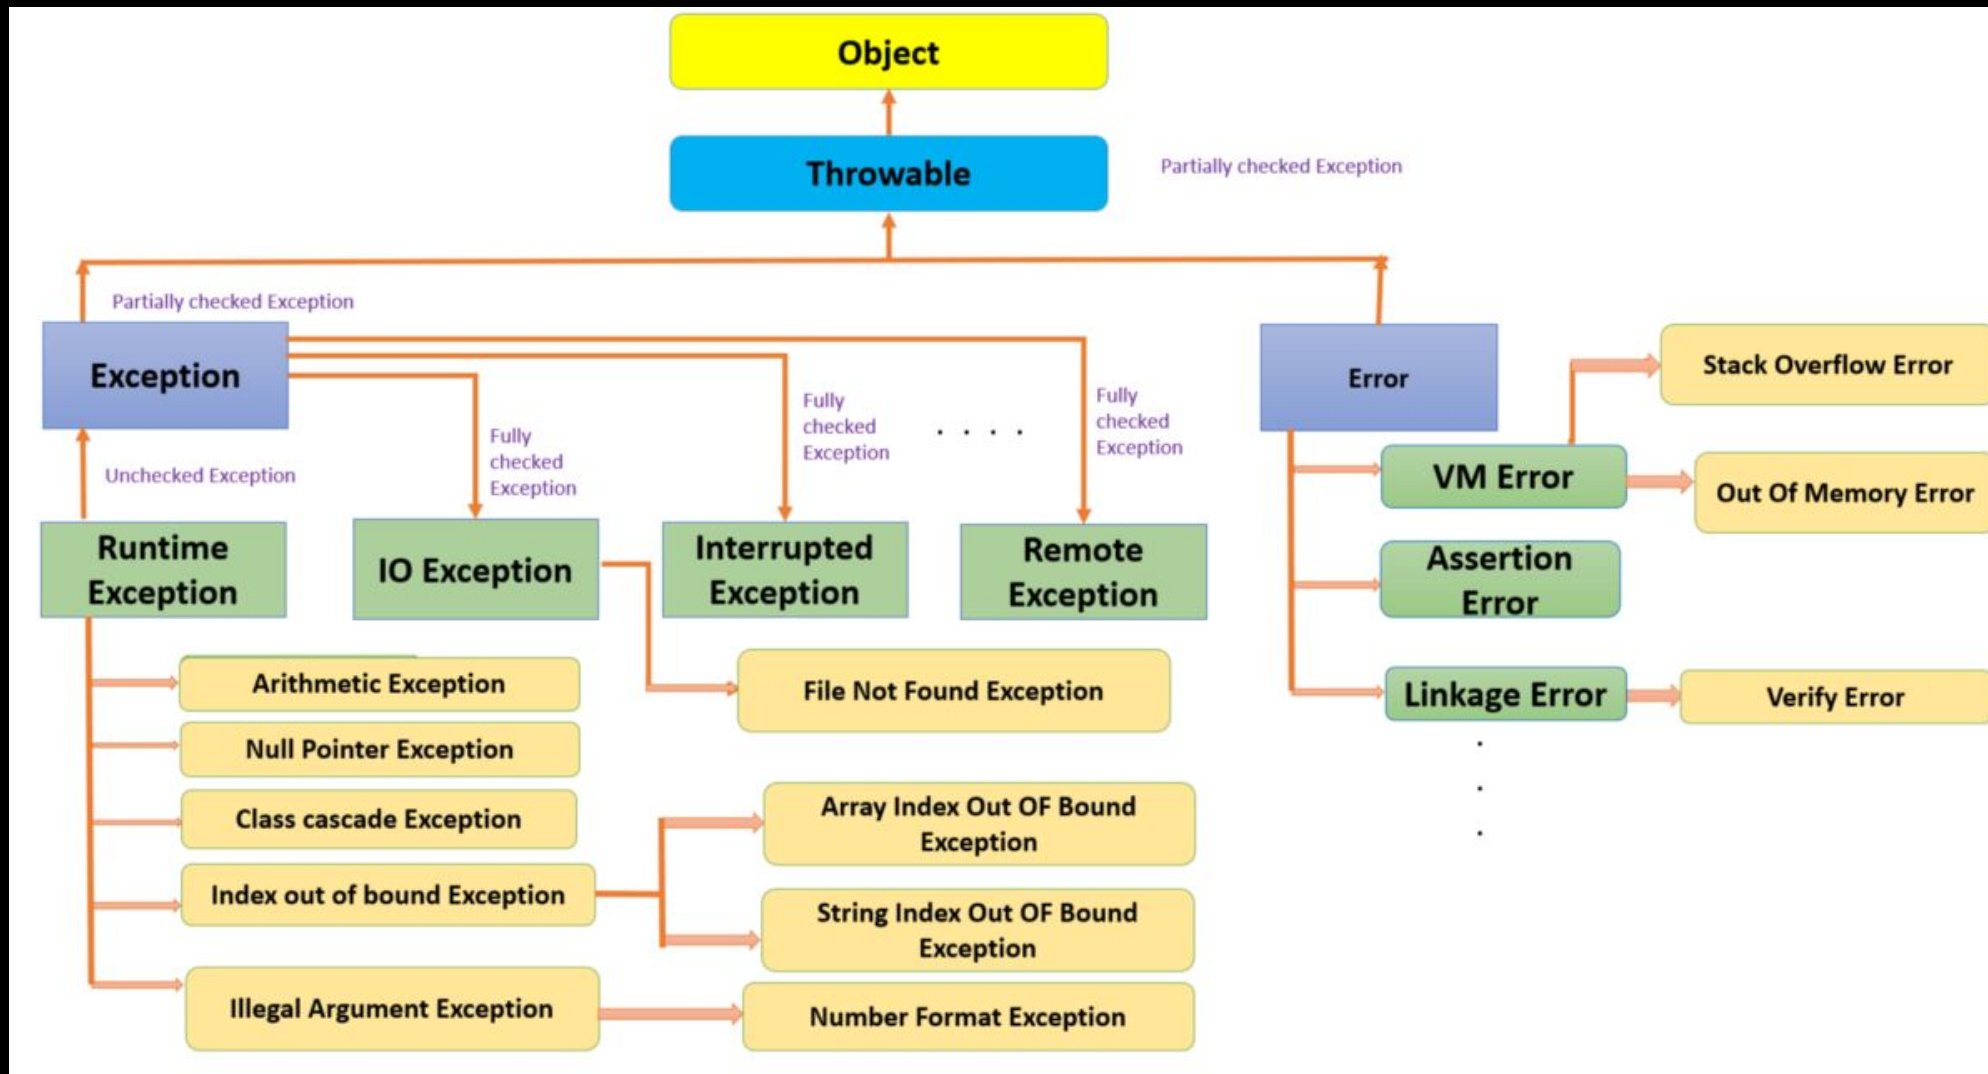 Object
Throwable
Partially checked Exception
Partially checked Exception
Exception
Error
Stack Overflow Error
Fully
checked
Exception
Fully
checked
Exception
. . . .
Fully
checked
Exception
Unchecked Exception
VM Error
Out Of Memory Error
Runtime
Exception
IO Exception
Interrupted
Exception
Remote
Exception
Assertion
Error
Arithmetic Exception
File Not Found Exception
Linkage Error
Verify Error
.
.
.
Null Pointer Exception
Class cascade Exception
Array Index Out OF Bound
Exception
Index out of bound Exception
String Index Out OF Bound
Exception
Illegal Argument Exception
Number Format Exception